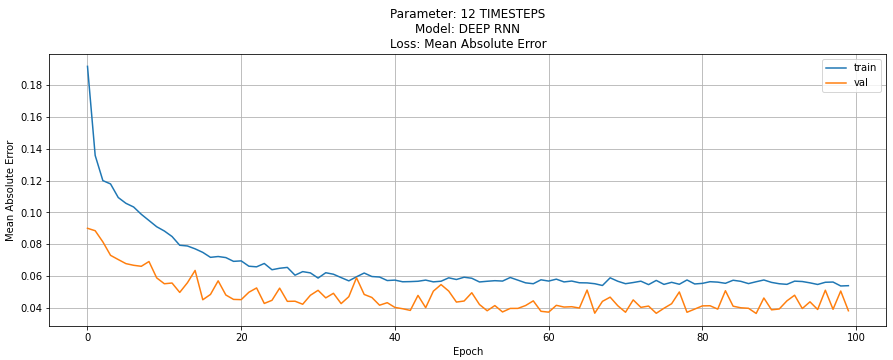 Parameter: 12 TIMESTEPS
Model: DEEP RNN
Loss: Mean Absolute Error
train
val
0.18
0.16
0.14
0.12
0.10
0.08
0.06
0.04
Mean Absolute Error
0
20
40
60
80
100
Epoch